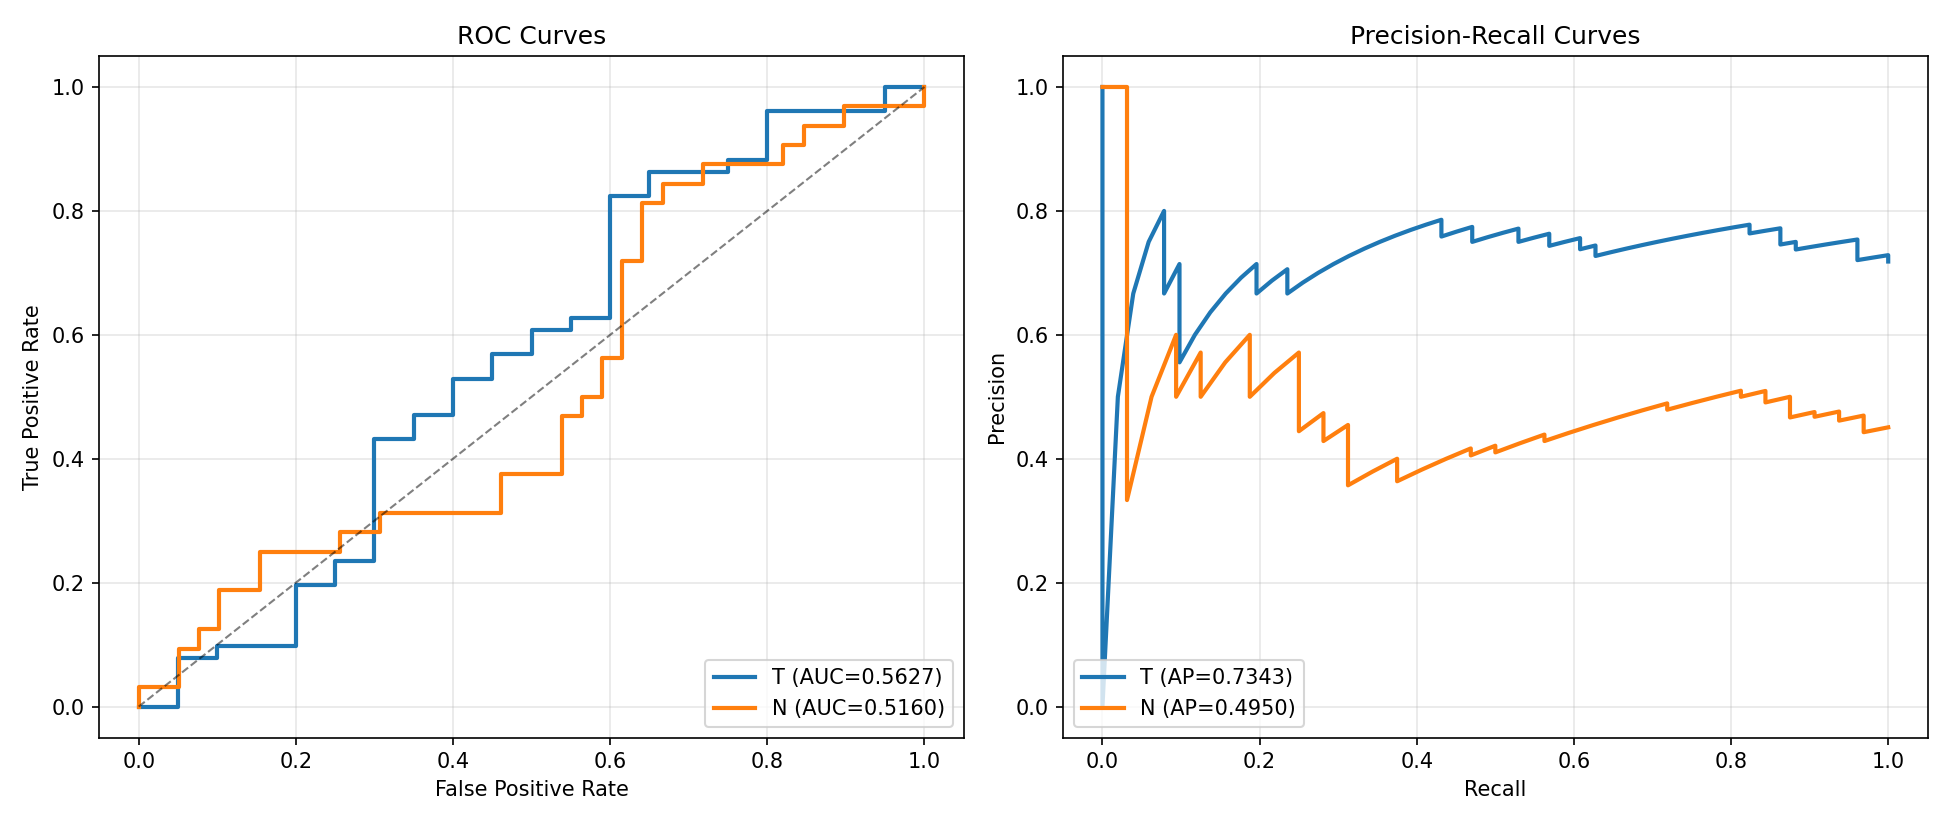 ROC Curves
True Positive Rate
1.0
0.8
0.6
0.4
0.2
0.0
0.0 0.2 0.4 0.6 0.8 1.0
False Positive Rate
T (AUC=0.5627)
N (AUC=0.5160)
Precision-Recall Curves
Precision
1.0
0.8
0.6
0.4
0.2
0.0
0.0 0.2 0.4 0.6 0.8 1.0
Recall
T (AP=0.7343)
N (AP=0.4950)